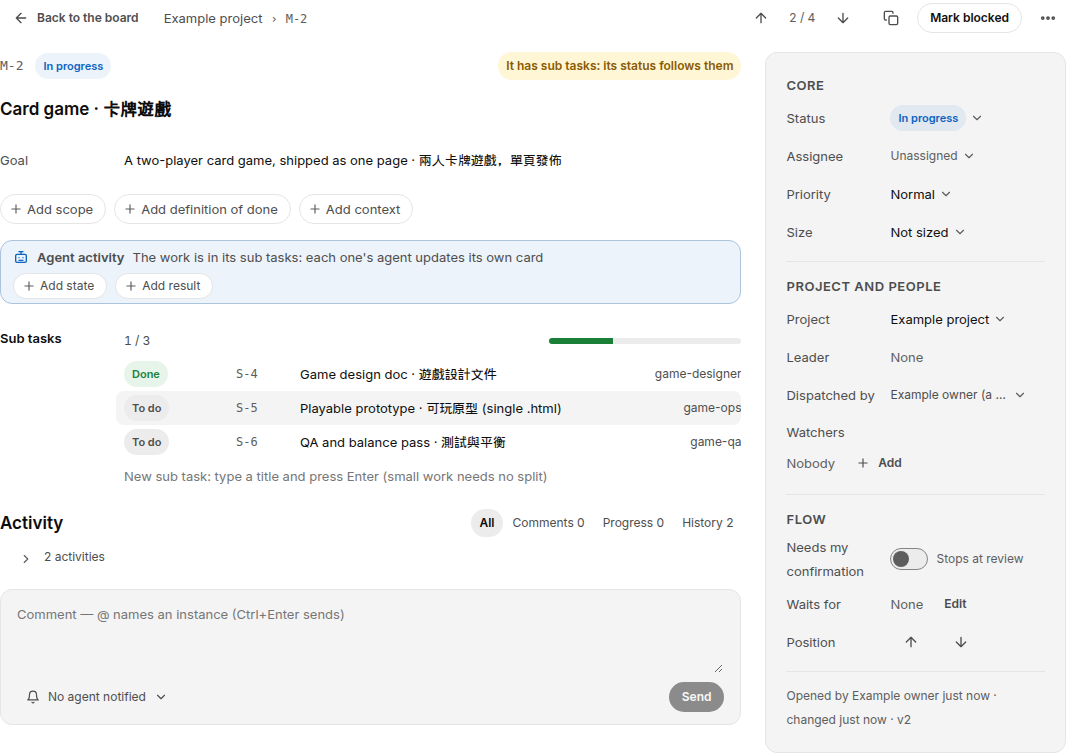 Back to the board Example project › M-2 2 / 4 Mark blocked
M-2 In progress It has sub tasks: its status follows them
Card game · 卡牌遊戲
Goal A two-player card game, shipped as one page · 兩人卡牌遊戲，單頁發佈
Add scope Add definition of done Add context
Agent activity The work is in its sub tasks: each one's agent updates its own card
Add state Add result
Sub tasks 1 / 3
Done S-4 Game design doc · 遊戲設計文件 game-designer
To do S-5 Playable prototype · 可玩原型 (single .html) game-ops
To do S-6 QA and balance pass · 測試與平衡 game-qa
New sub task: type a title and press Enter (small work needs no split)
Activity All Comments 0 Progress 0 History 2
2 activities
Comment — @ names an instance (Ctrl+Enter sends)
No agent notified Send
CORE
Status In progress
Assignee Unassigned
Priority Normal
Size Not sized
PROJECT AND PEOPLE
Project Example project
Leader None
Dispatched by Example owner (a ...
Watchers
Nobody Add
FLOW
Needs my
confirmation Stops at review
Waits for None Edit
Position
Opened by Example owner just now ·
changed just now · v2